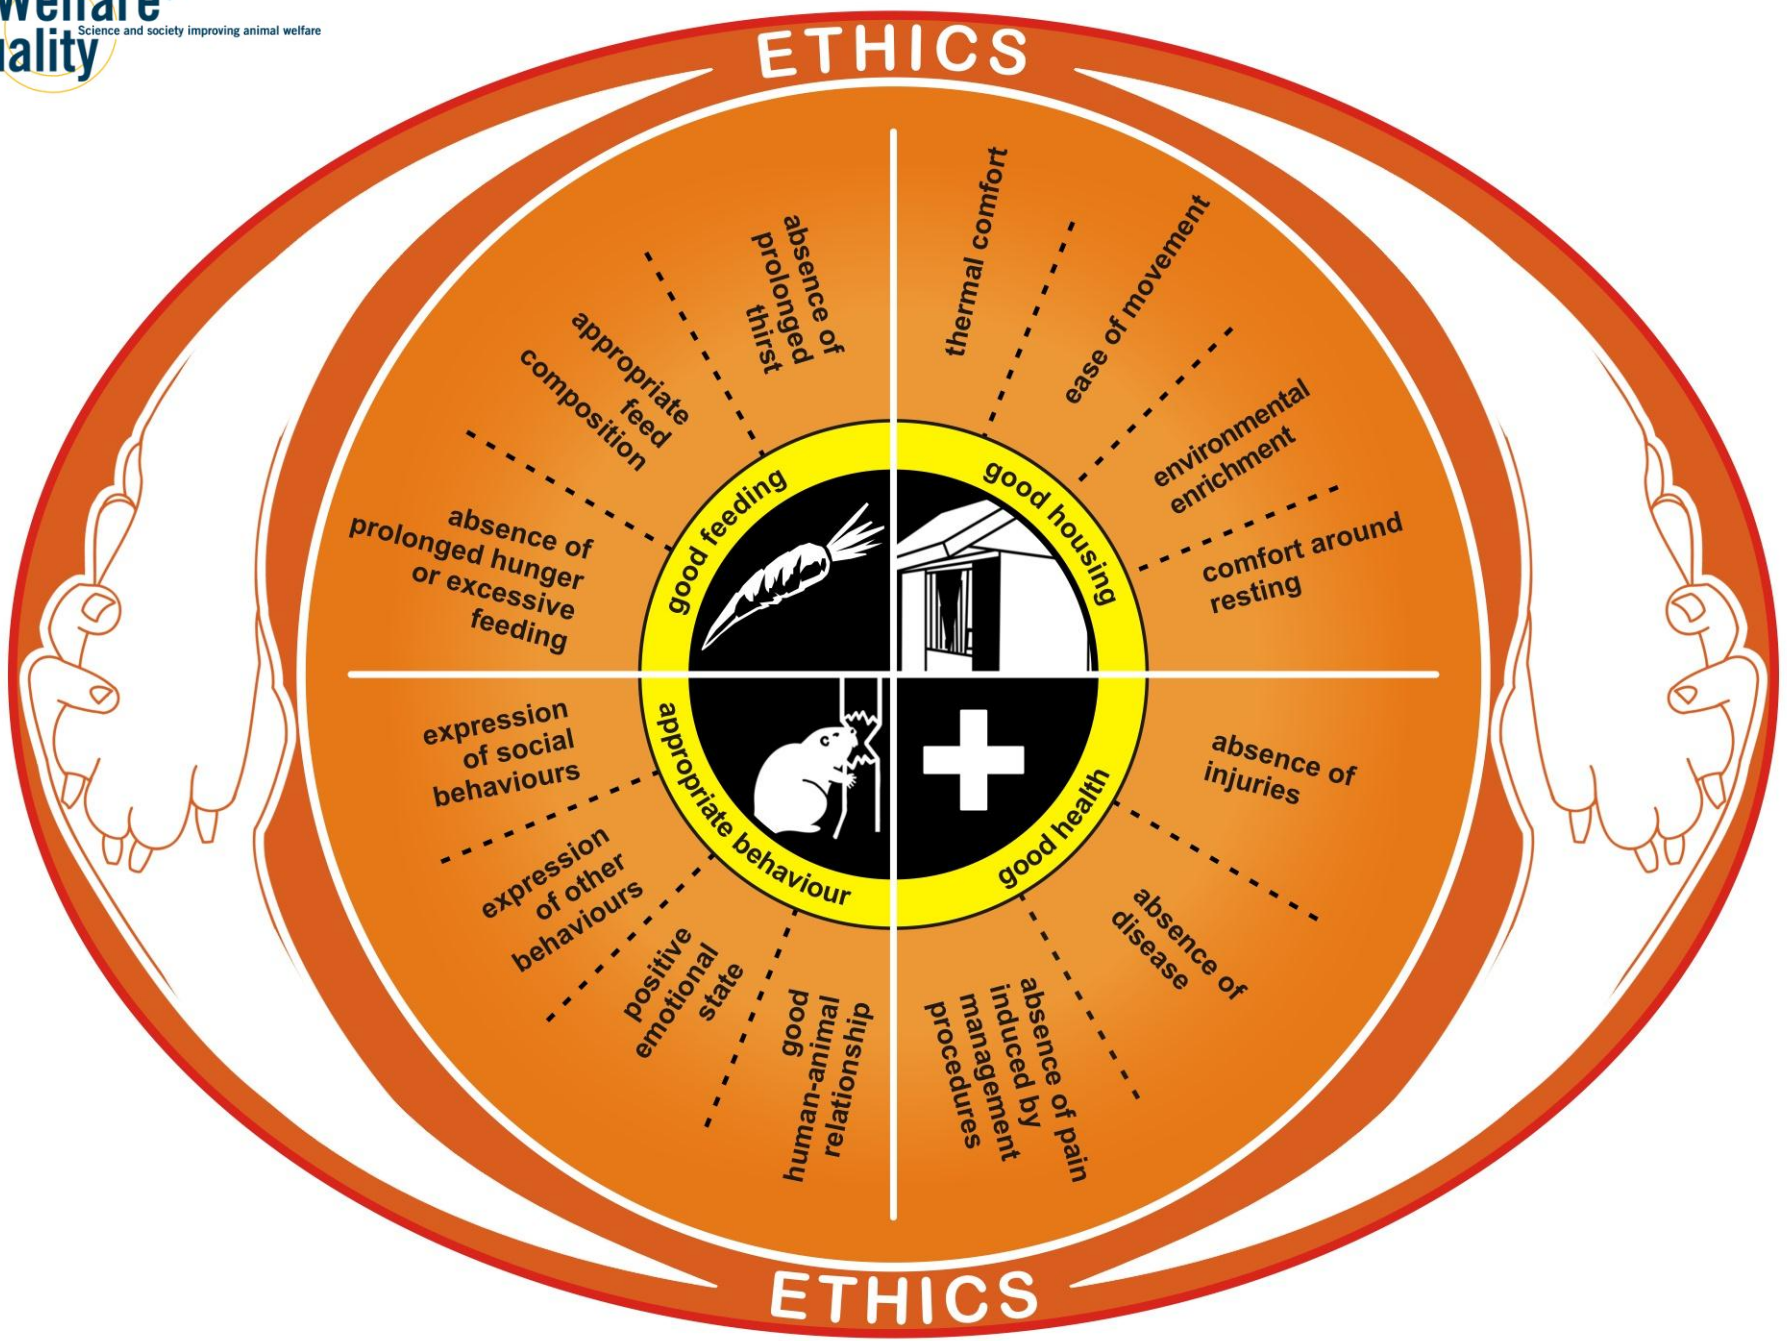 Science and society improving animal welfare
ETHICS
absence of
prolonged
thirst
appropriate
feed
composition
absence of
prolonged hunger
or excessive
feeding
good feeding
thermal comfort
ease of movement
environmental
enrichment
comfort around
resting
good housing
expression
of social
behaviours
expression
of other
behaviours
positive
emotional
state
good
human-animal
relationship
appropriate behaviour
absence of
injuries
absence of
disease
absence of pain
induced by
management
procedures
good health
ETHICS